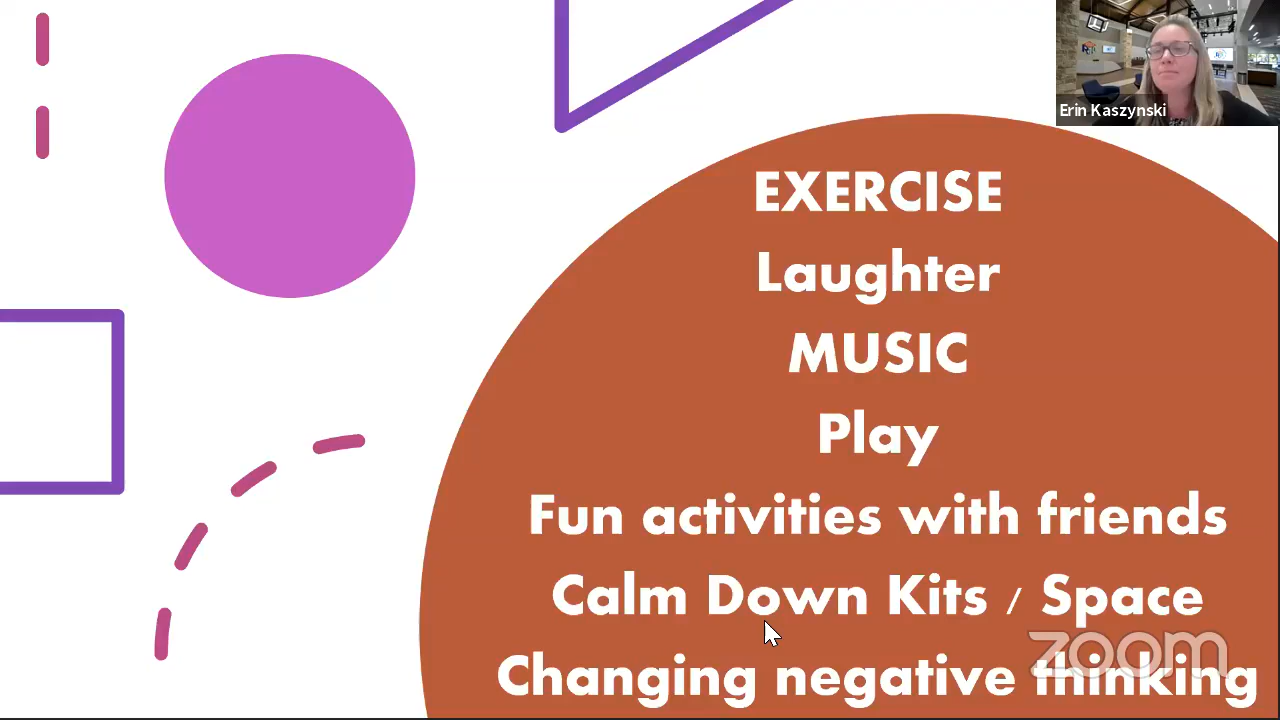 Erin Kaszynski
EXERCISE
Laughter
MUSIC
Play
Fun activities with friends
Calm Down Kits / Space
Changing negative thinking
zoom